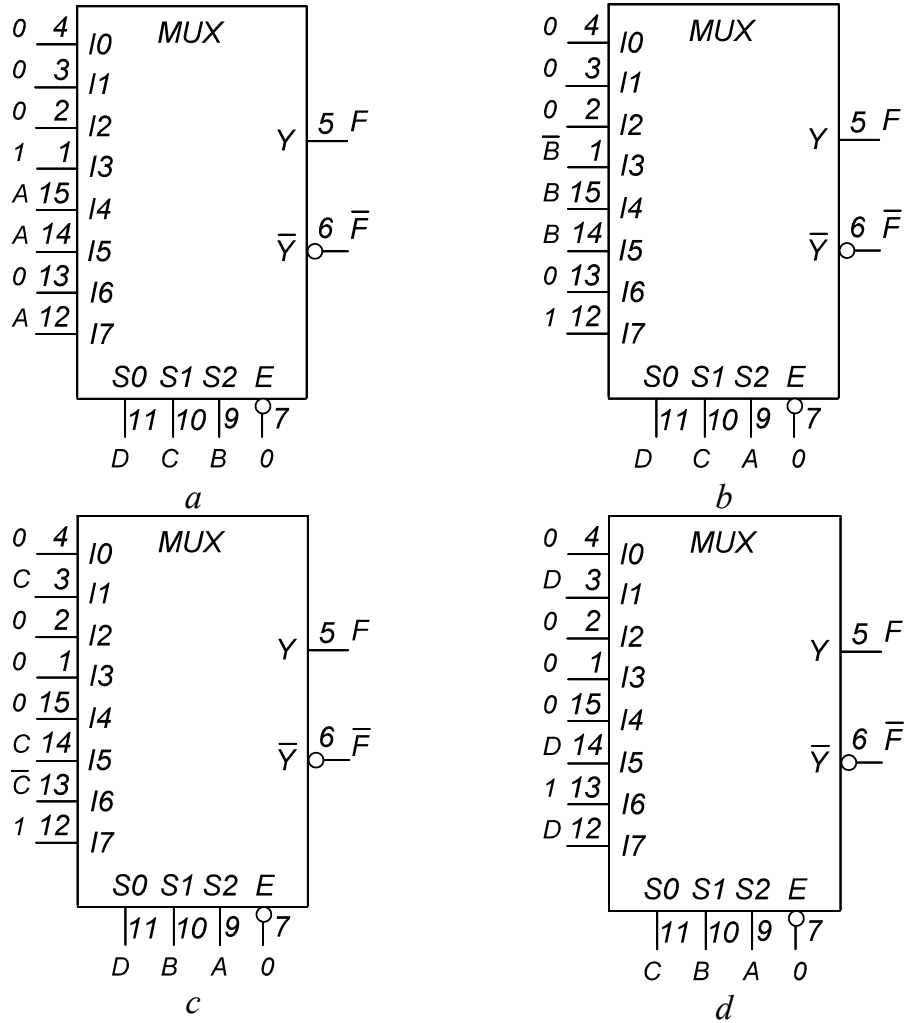 0 4 I0 MUX
0 3 I1
0 2 I2
Y 5 F
1 1 I3
A 15 I4
A 14 I5
Y̅ 6 F̅
0 13 I6
A 12 I7
S0 S1 S2 E
11 10 9 7
D C B 0
a
0 4 I0 MUX
0 3 I1
0 2 I2
Y 5 F
B̅ 1 I3
B 15 I4
B 14 I5
Y̅ 6 F̅
0 13 I6
1 12 I7
S0 S1 S2 E
11 10 9 7
D C A 0
b
0 4 I0 MUX
C 3 I1
0 2 I2
Y 5 F
0 1 I3
0 15 I4
C 14 I5
Y̅ 6 F̅
C̅ 13 I6
1 12 I7
S0 S1 S2 E
11 10 9 7
D B A 0
c
0 4 I0 MUX
D 3 I1
0 2 I2
Y 5 F
0 1 I3
0 15 I4
D 14 I5
Y̅ 6 F̅
1 13 I6
D 12 I7
S0 S1 S2 E
11 10 9 7
C B A 0
d